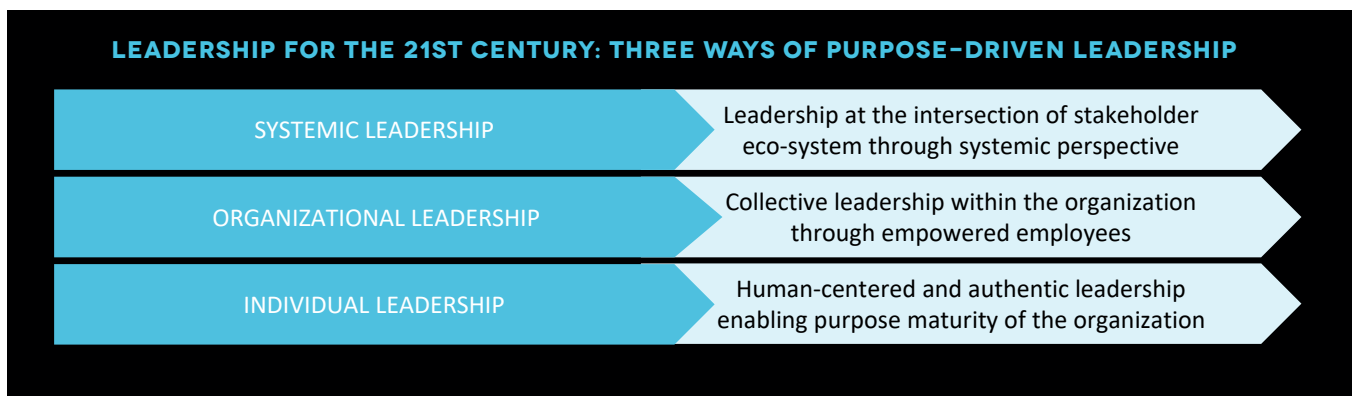 LEADERSHIP FOR THE 21ST CENTURY: THREE WAYS OF PURPOSE-DRIVEN LEADERSHIP
SYSTEMIC LEADERSHIP
Leadership at the intersection of stakeholder
eco-system through systemic perspective
ORGANIZATIONAL LEADERSHIP
Collective leadership within the organization
through empowered employees
INDIVIDUAL LEADERSHIP
Human-centered and authentic leadership
enabling purpose maturity of the organization